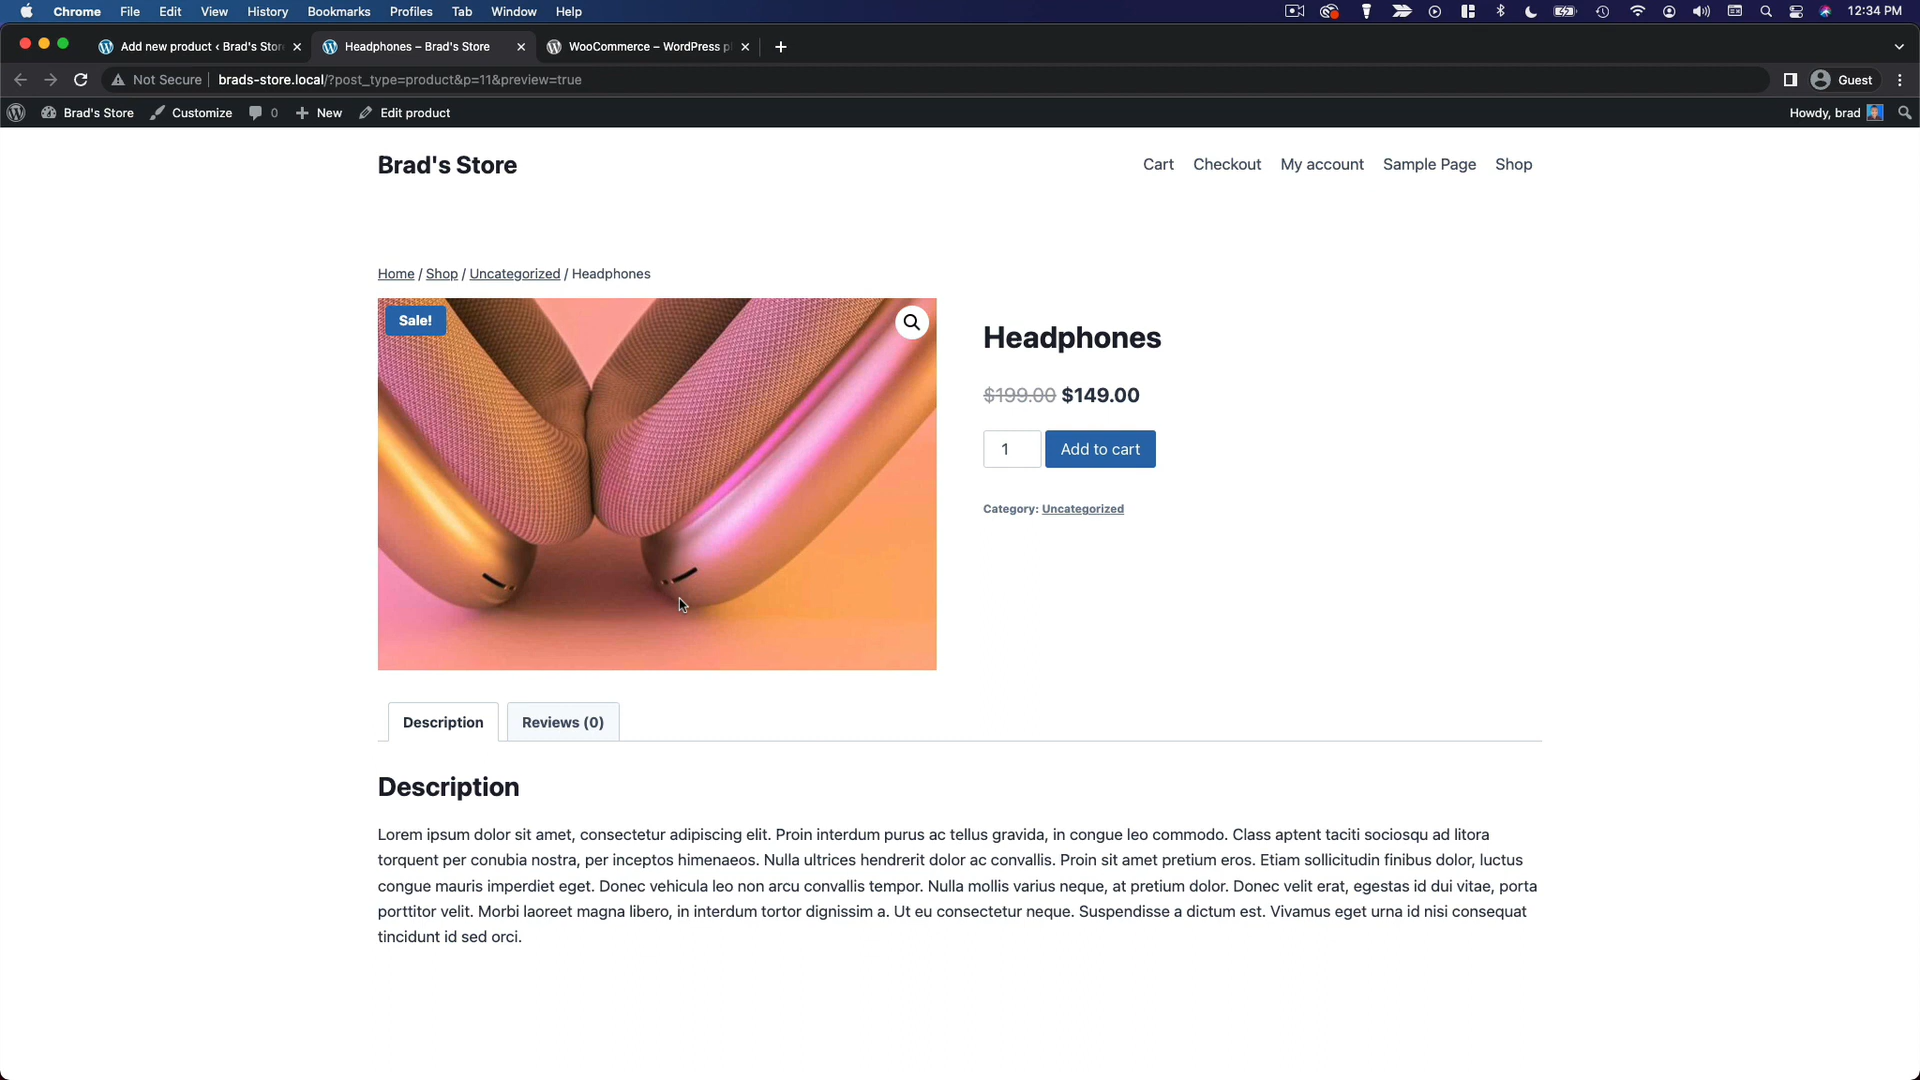 Chrome File Edit View History Bookmarks Profiles Tab Window Help 12:34 PM
Add new product ‹ Brad's Stor Headphones – Brad's Store WooCommerce – WordPress pl
Not Secure brads-store.local/?post_type=product&p=11&preview=true Guest
Brad's Store Customize 0 New Edit product Howdy, brad
Brad's Store Cart Checkout My account Sample Page Shop
Home / Shop / Uncategorized / Headphones
Sale!
Headphones
$199.00 $149.00
1 Add to cart
Category: Uncategorized
Description Reviews (0)
Description
Lorem ipsum dolor sit amet, consectetur adipiscing elit. Proin interdum purus ac tellus gravida, in congue leo commodo. Class aptent taciti sociosqu ad litora
torquent per conubia nostra, per inceptos himenaeos. Nulla ultrices hendrerit dolor ac convallis. Proin sit amet pretium eros. Etiam sollicitudin finibus dolor, luctus
congue mauris imperdiet eget. Donec vehicula leo non arcu convallis tempor. Nulla mollis varius neque, at pretium dolor. Donec velit erat, egestas id dui vitae, porta
porttitor velit. Morbi laoreet magna libero, in interdum tortor dignissim a. Ut eu consectetur neque. Suspendisse a dictum est. Vivamus eget urna id nisi consequat
tincidunt id sed orci.